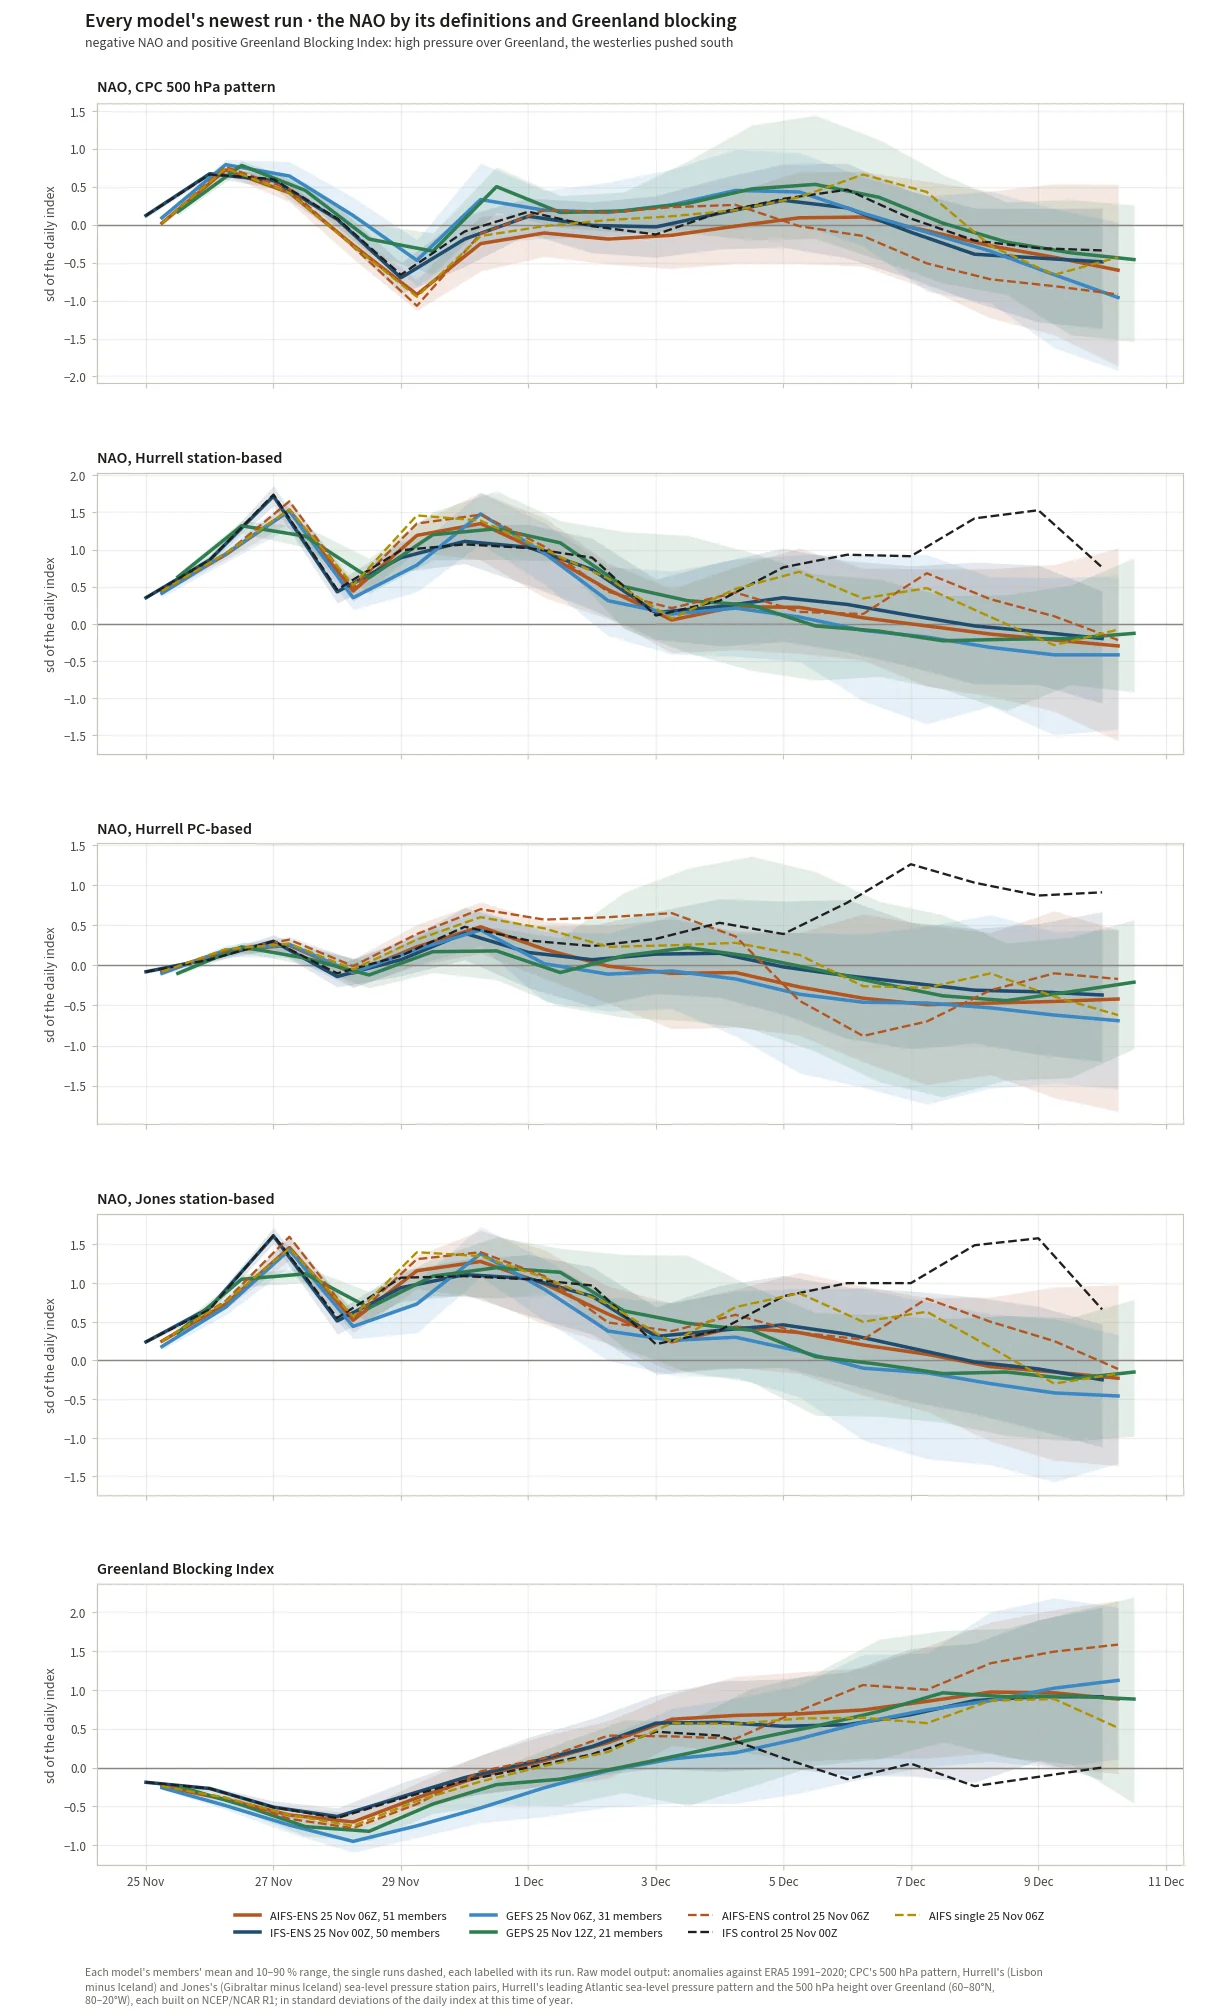 Every model's newest run · the NAO by its definitions and Greenland blocking
negative NAO and positive Greenland Blocking Index: high pressure over Greenland, the westerlies pushed south
NAO, CPC 500 hPa pattern
1.5
1.0
0.5
0.0
−0.5
−1.0
−1.5
−2.0
sd of the daily index
NAO, Hurrell station-based
2.0
1.5
1.0
0.5
0.0
−0.5
−1.0
−1.5
sd of the daily index
NAO, Hurrell PC-based
1.5
1.0
0.5
0.0
−0.5
−1.0
−1.5
sd of the daily index
NAO, Jones station-based
1.5
1.0
0.5
0.0
−0.5
−1.0
−1.5
sd of the daily index
Greenland Blocking Index
2.0
1.5
1.0
0.5
0.0
−0.5
−1.0
sd of the daily index
25 Nov 27 Nov 29 Nov 1 Dec 3 Dec 5 Dec 7 Dec 9 Dec 11 Dec
AIFS-ENS 25 Nov 06Z, 51 members GEFS 25 Nov 06Z, 31 members AIFS-ENS control 25 Nov 06Z AIFS single 25 Nov 06Z
IFS-ENS 25 Nov 00Z, 50 members GEPS 25 Nov 12Z, 21 members IFS control 25 Nov 00Z
Each model's members' mean and 10–90 % range, the single runs dashed, each labelled with its run. Raw model output: anomalies against ERA5 1991–2020; CPC's 500 hPa pattern, Hurrell's (Lisbon
minus Iceland) and Jones's (Gibraltar minus Iceland) sea-level pressure station pairs, Hurrell's leading Atlantic sea-level pressure pattern and the 500 hPa height over Greenland (60–80°N,
80–20°W), each built on NCEP/NCAR R1; in standard deviations of the daily index at this time of year.